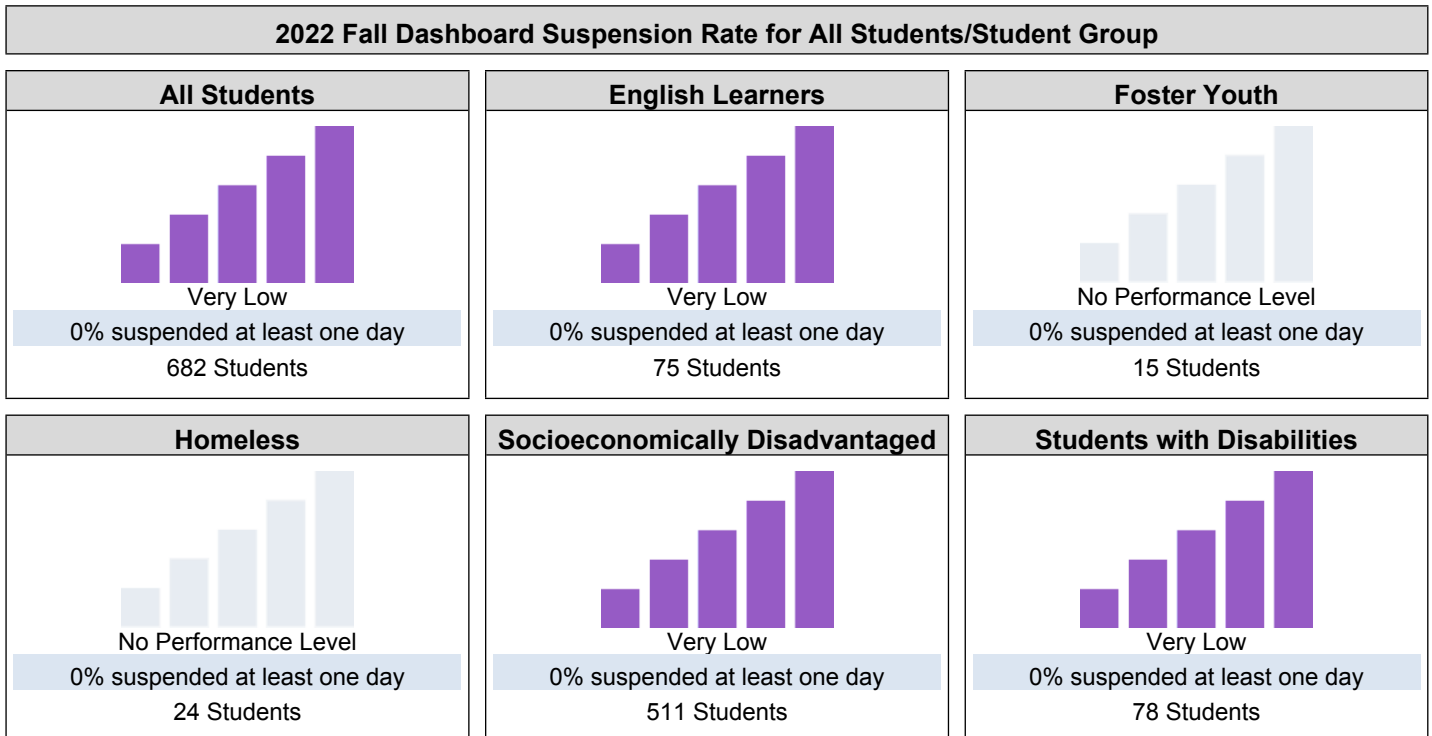 2022 Fall Dashboard Suspension Rate for All Students/Student Group
All Students
Very Low
0% suspended at least one day
682 Students
English Learners
Very Low
0% suspended at least one day
75 Students
Foster Youth
No Performance Level
0% suspended at least one day
15 Students
Homeless
No Performance Level
0% suspended at least one day
24 Students
Socioeconomically Disadvantaged
Very Low
0% suspended at least one day
511 Students
Students with Disabilities
Very Low
0% suspended at least one day
78 Students